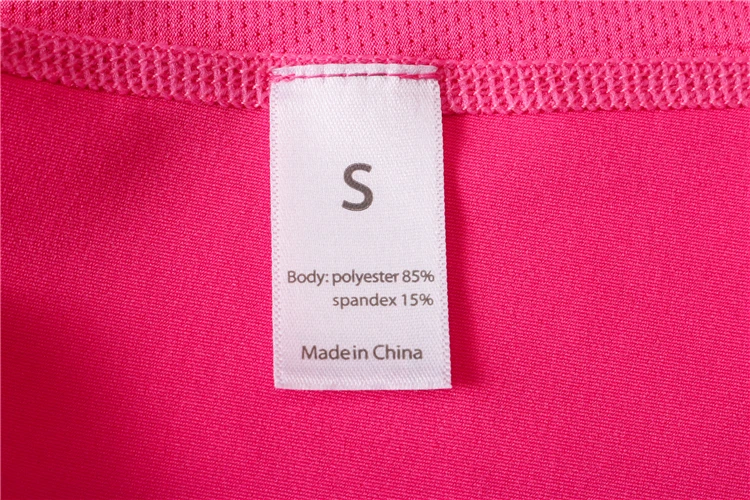 S
Body: polyester 85%
spandex 15%
Made in China